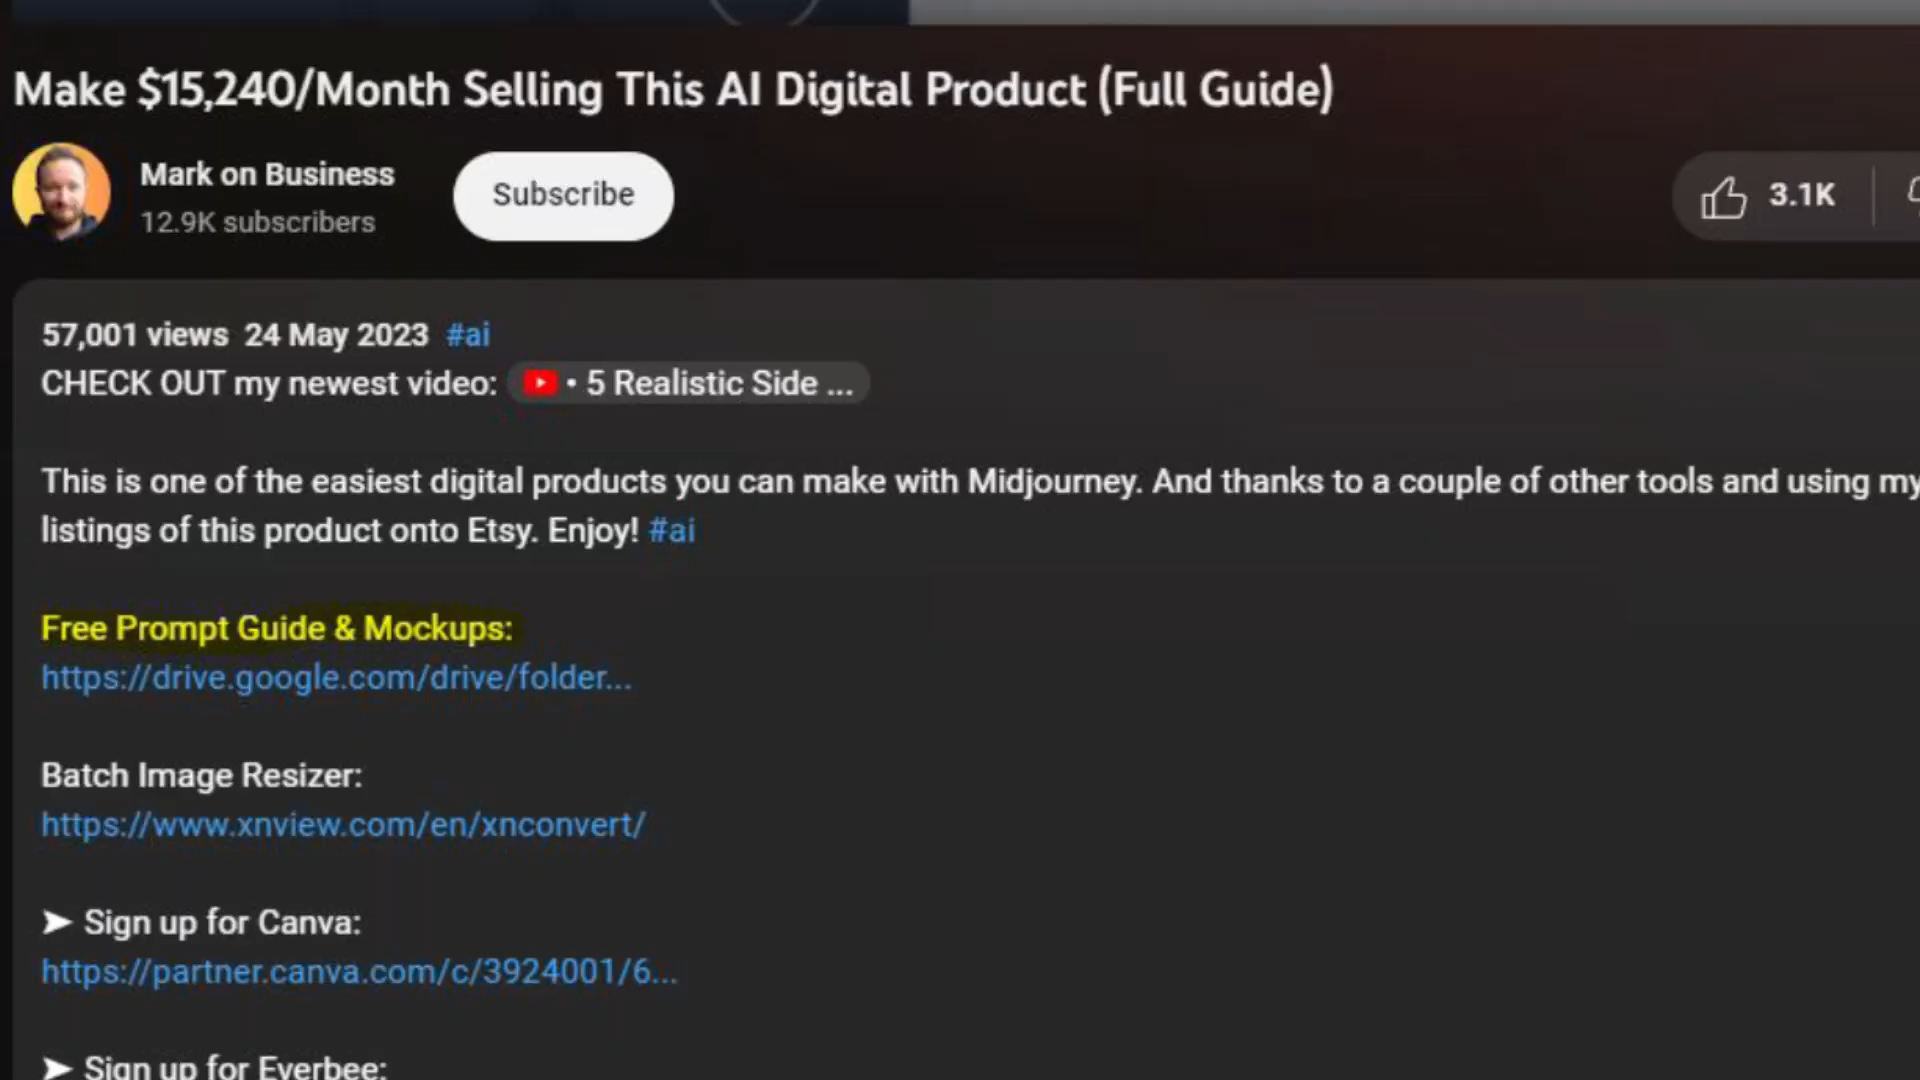 Make $15,240/Month Selling This AI Digital Product (Full Guide)
Mark on Business
12.9K subscribers
Subscribe
3.1K
57,001 views 24 May 2023 #ai
CHECK OUT my newest video: • 5 Realistic Side ...
This is one of the easiest digital products you can make with Midjourney. And thanks to a couple of other tools and using my
listings of this product onto Etsy. Enjoy! #ai
Free Prompt Guide & Mockups:
https://drive.google.com/drive/folder...
Batch Image Resizer:
https://www.xnview.com/en/xnconvert/
➤ Sign up for Canva:
https://partner.canva.com/c/3924001/6...
➤ Sign up for Everbee: